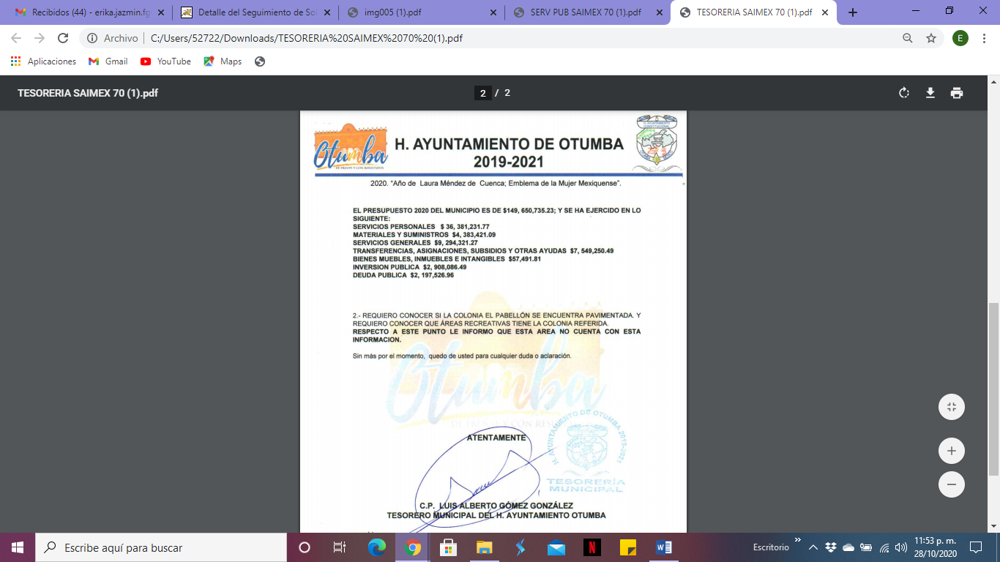 Recibidos (44) - erika.jazmin.fg
Detalle del Seguimiento de Sol
img005 (1).pdf
SERV PUB SAIMEX 70 (1).pdf
TESORERIA SAIMEX 70 (1).pdf
Archivo
C:/Users/52722/Downloads/TESORERIA%20SAIMEX%2070%20(1).pdf
E
Aplicaciones
Gmail
YouTube
Maps
TESORERIA SAIMEX 70 (1).pdf
2 / 2
Otumba
DE FRENTE Y CON RESULTADOS
H. AYUNTAMIENTO DE OTUMBA
2019-2021
H. AYUNTAMIENTO
CONSTITUCIONAL
2020. “Año de Laura Méndez de Cuenca; Emblema de la Mujer Mexiquense”.
EL PRESUPUESTO 2020 DEL MUNICIPIO ES DE $149, 650,735.23; Y SE HA EJERCIDO EN LO
SIGUIENTE:
SERVICIOS PERSONALES $ 36, 381,231.77
MATERIALES Y SUMINISTROS $4, 383,421.09
SERVICIOS GENERALES $9, 294,321.27
TRANSFERENCIAS, ASIGNACIONES, SUBSIDIOS Y OTRAS AYUDAS $7, 549,250.49
BIENES MUEBLES, INMUEBLES E INTANGIBLES $57,491.81
INVERSION PUBLICA $2, 908,086.49
DEUDA PUBLICA $2, 197,526.96
2.- REQUIERO CONOCER SI LA COLONIA EL PABELLÓN SE ENCUENTRA PAVIMENTADA. Y
REQUIERO CONOCER QUE ÁREAS RECREATIVAS TIENE LA COLONIA REFERIDA.
RESPECTO A ESTE PUNTO LE INFORMO QUE ESTA AREA NO CUENTA CON ESTA
INFORMACION.
Sin más por el momento, quedo de usted para cualquier duda o aclaración.
Otumba
ATENTAMENTE
H. AYUNTAMIENTO DE OTUMBA 2019-2021
TESORERÍA
MUNICIPAL
C.P. LUIS ALBERTO GÓMEZ GONZÁLEZ
TESORERO MUNICIPAL DEL H. AYUNTAMIENTO OTUMBA
Escribe aquí para buscar
Escritorio
11:53 p. m.
28/10/2020